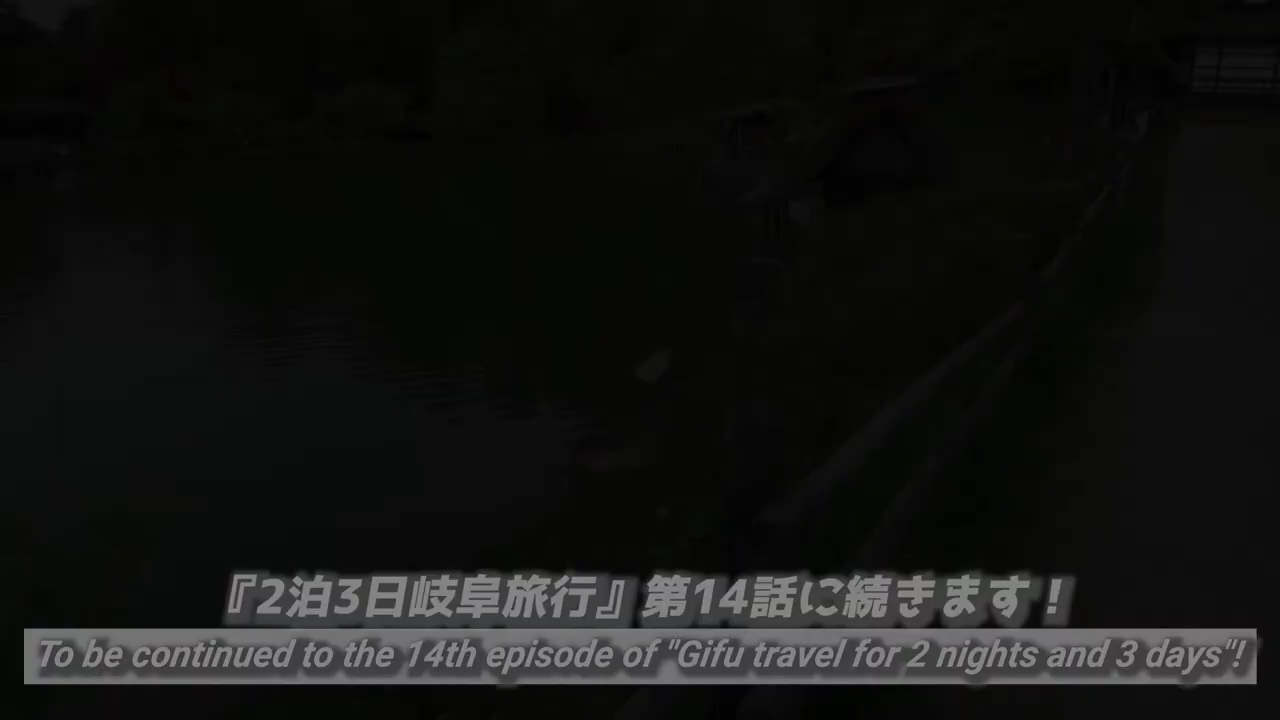 『2泊3日岐阜旅行』第14話に続きます！
To be continued to the 14th episode of "Gifu travel for 2 nights and 3 days"!